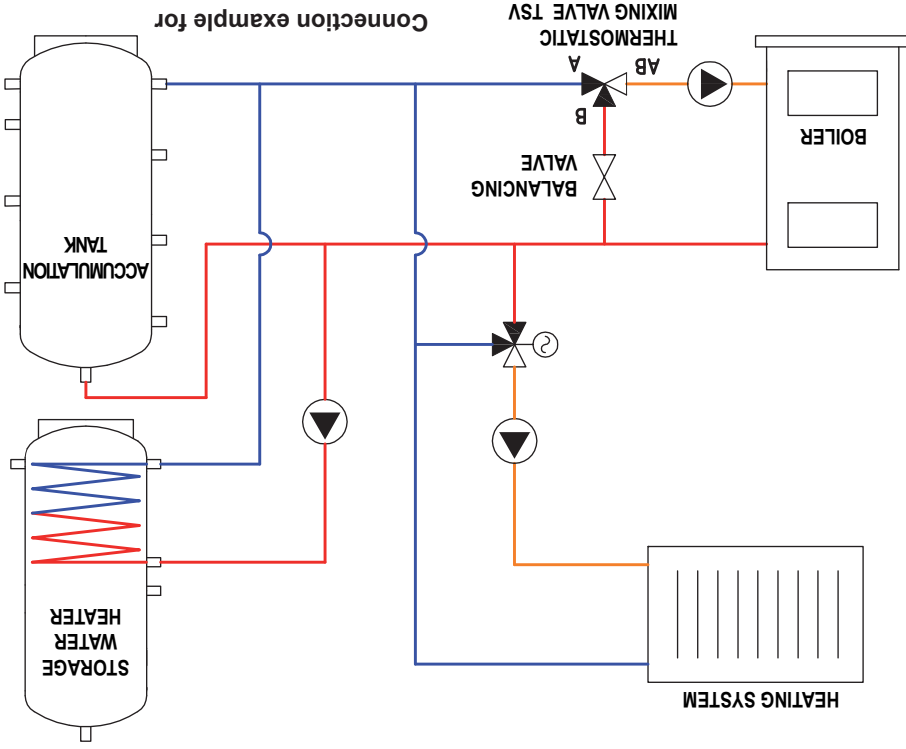 HEATING SYSTEM
STORAGE
WATER
HEATER
ACCUMULATION
TANK
BALANCING
VALVE
BOILER
B
AB
A
THERMOSTATIC
MIXING VALVE TSV
Connection example for